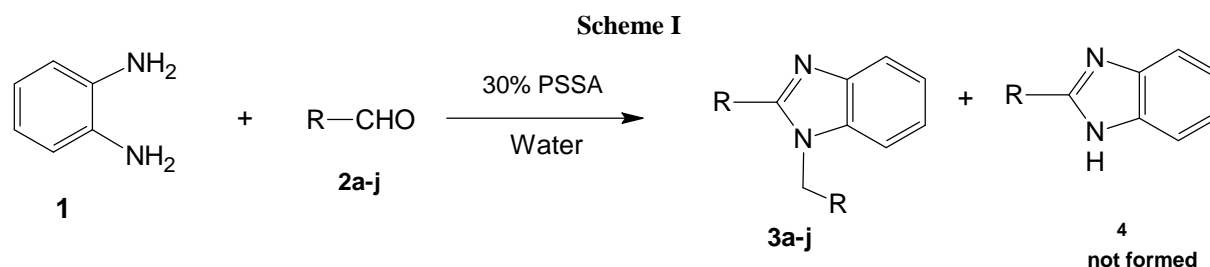 Scheme I
NH2
NH2
1
+
R
CHO
2a-j
30% PSSA
Water
N
R
N
R
3a-j
+
N
R
N
H
4
not formed